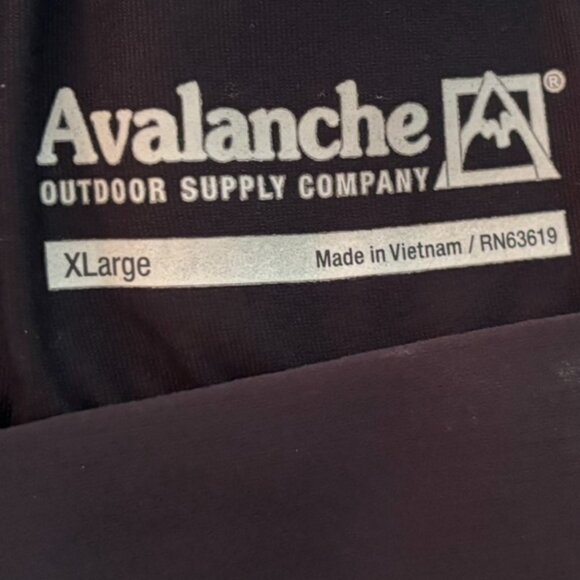 Avalanche ®
OUTDOOR SUPPLY COMPANY
XLarge Made in Vietnam / RN63619